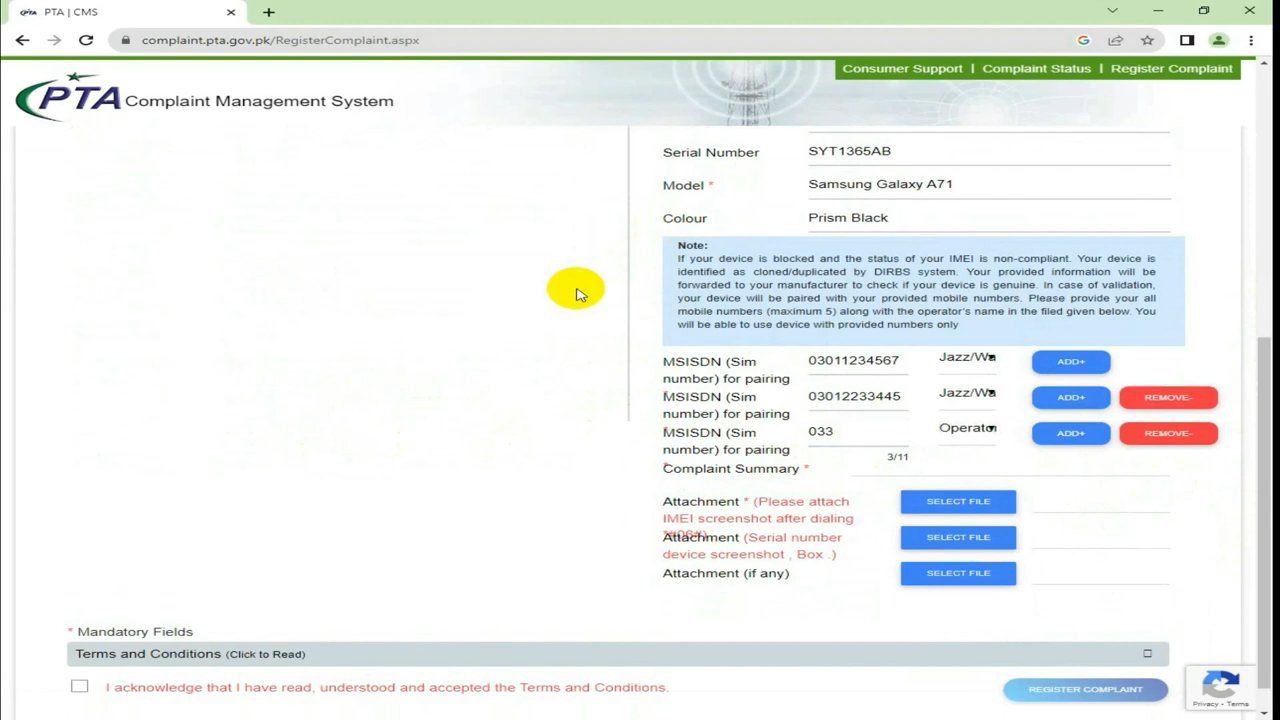 PTA | CMS
complaint.pta.gov.pk/RegisterComplaint.aspx
Consumer Support | Complaint Status | Register Complaint
PTA Complaint Management System
Serial Number SYT1365AB
Model * Samsung Galaxy A71
Colour Prism Black
Note:
If your device is blocked and the status of your IMEI is non-compliant. Your device is
identified as cloned/duplicated by DIRBS system. Your provided information will be
forwarded to your manufacturer to check if your device is genuine. In case of validation,
your device will be paired with your provided mobile numbers. Please provide your all
mobile numbers (maximum 5) along with the operator's name in the filed given below. You
will be able to use device with provided numbers only
MSISDN (Sim 03011234567 Jazz/Wa ADD+
number) for pairing
MSISDN (Sim 03012233445 Jazz/Wa ADD+ REMOVE-
number) for pairing
MSISDN (Sim 033 Operator ADD+ REMOVE-
number) for pairing
3/11
Complaint Summary *
Attachment * (Please attach SELECT FILE
IMEI screenshot after dialing
*#06#)
Attachment (Serial number SELECT FILE
device screenshot , Box .)
Attachment (if any) SELECT FILE
* Mandatory Fields
Terms and Conditions (Click to Read)
I acknowledge that I have read, understood and accepted the Terms and Conditions.
REGISTER COMPLAINT
Privacy - Terms